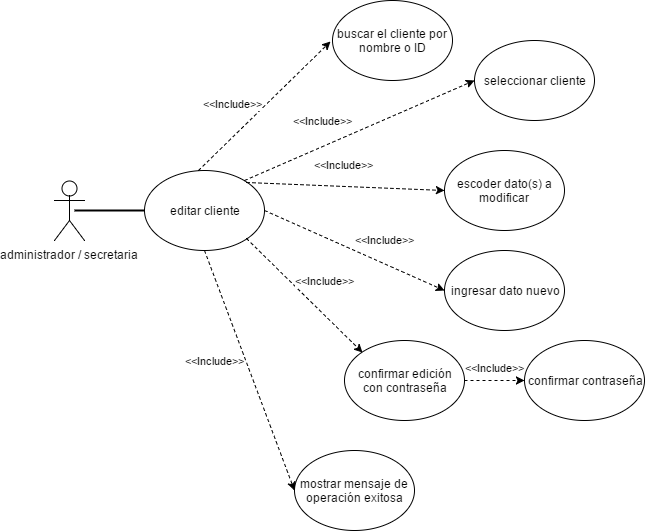 buscar el cliente por
nombre o ID
seleccionar cliente
<<Include>>
<<Include>>
<<Include>>
escoder dato(s) a
modificar
editar cliente
administrador / secretaria
<<Include>>
<<Include>>
ingresar dato nuevo
<<Include>>
confirmar edición
con contraseña
<<Include>>
confirmar contraseña
mostrar mensaje de
operación exitosa